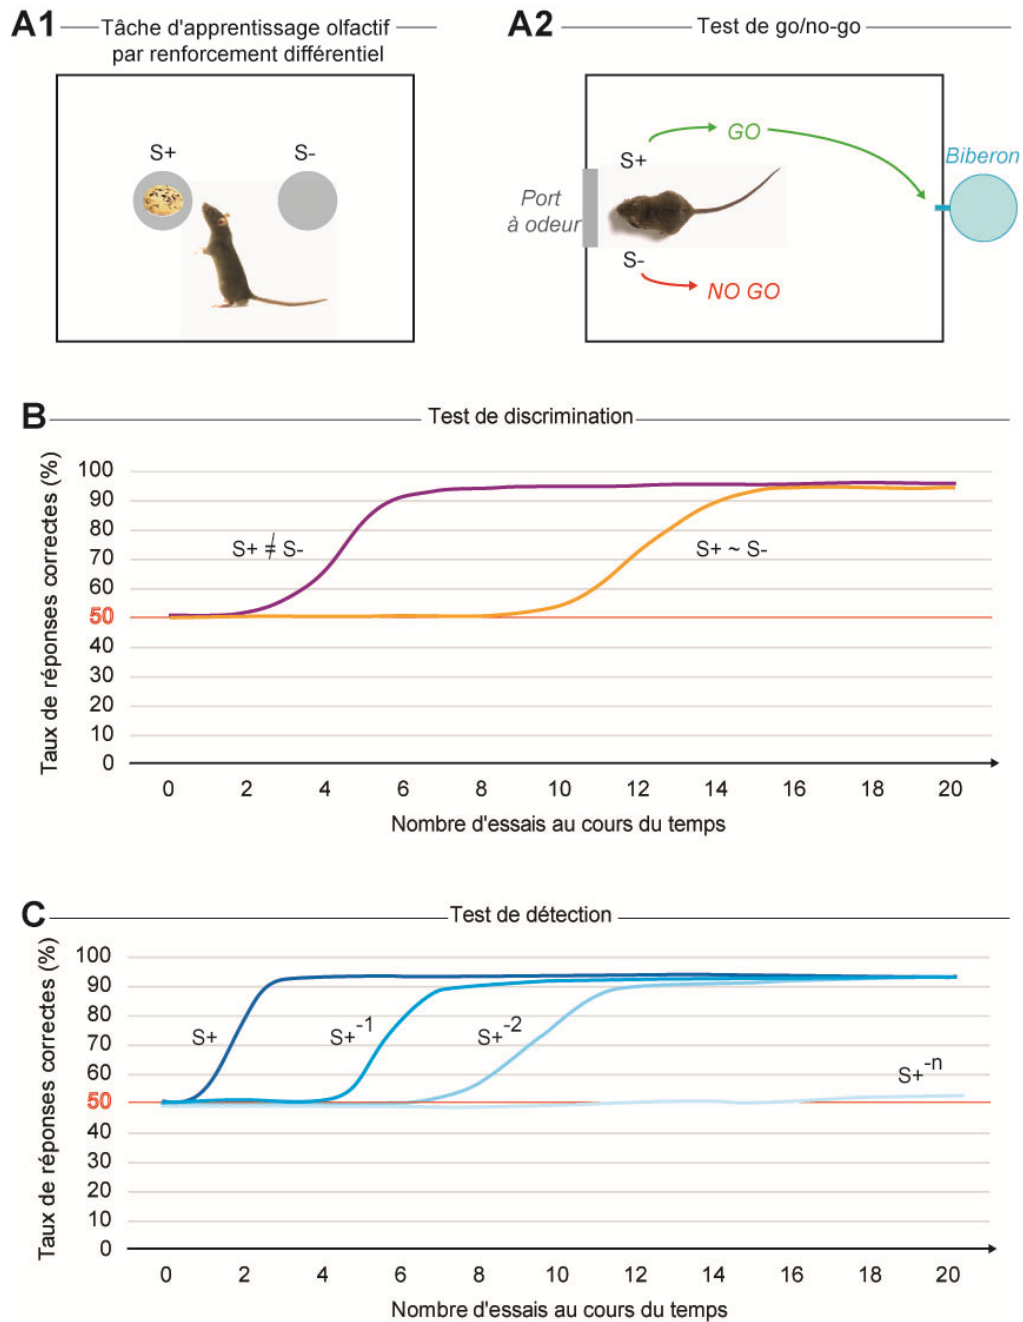 A1
Tâche d'apprentissage olfactif
par renforcement différentiel
S+
S-
A2
Test de go/no-go
S+
GO
Biberon
Port
à odeur
S-
NO GO
B
Test de discrimination
Taux de réponses correctes (%)
100
90
80
70
60
50
40
30
20
10
0
S+ ≠ S-
S+ ~ S-
0 2 4 6 8 10 12 14 16 18 20
Nombre d'essais au cours du temps
C
Test de détection
Taux de réponses correctes (%)
100
90
80
70
60
50
40
30
20
10
0
S+
S+⁻¹
S+⁻²
S+⁻ⁿ
0 2 4 6 8 10 12 14 16 18 20
Nombre d'essais au cours du temps